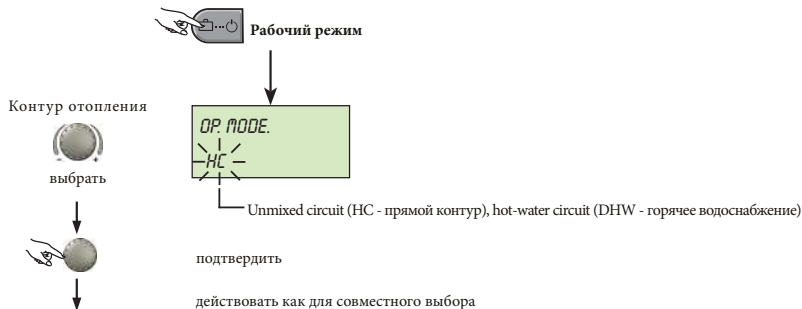 Рабочий режим
Контур отопления
OP. MODE.
- +
HC
выбрать
Unmixed circuit (HC - прямой контур), hot-water circuit (DHW - горячее водоснабжение)
подтвердить
действовать как для совместного выбора